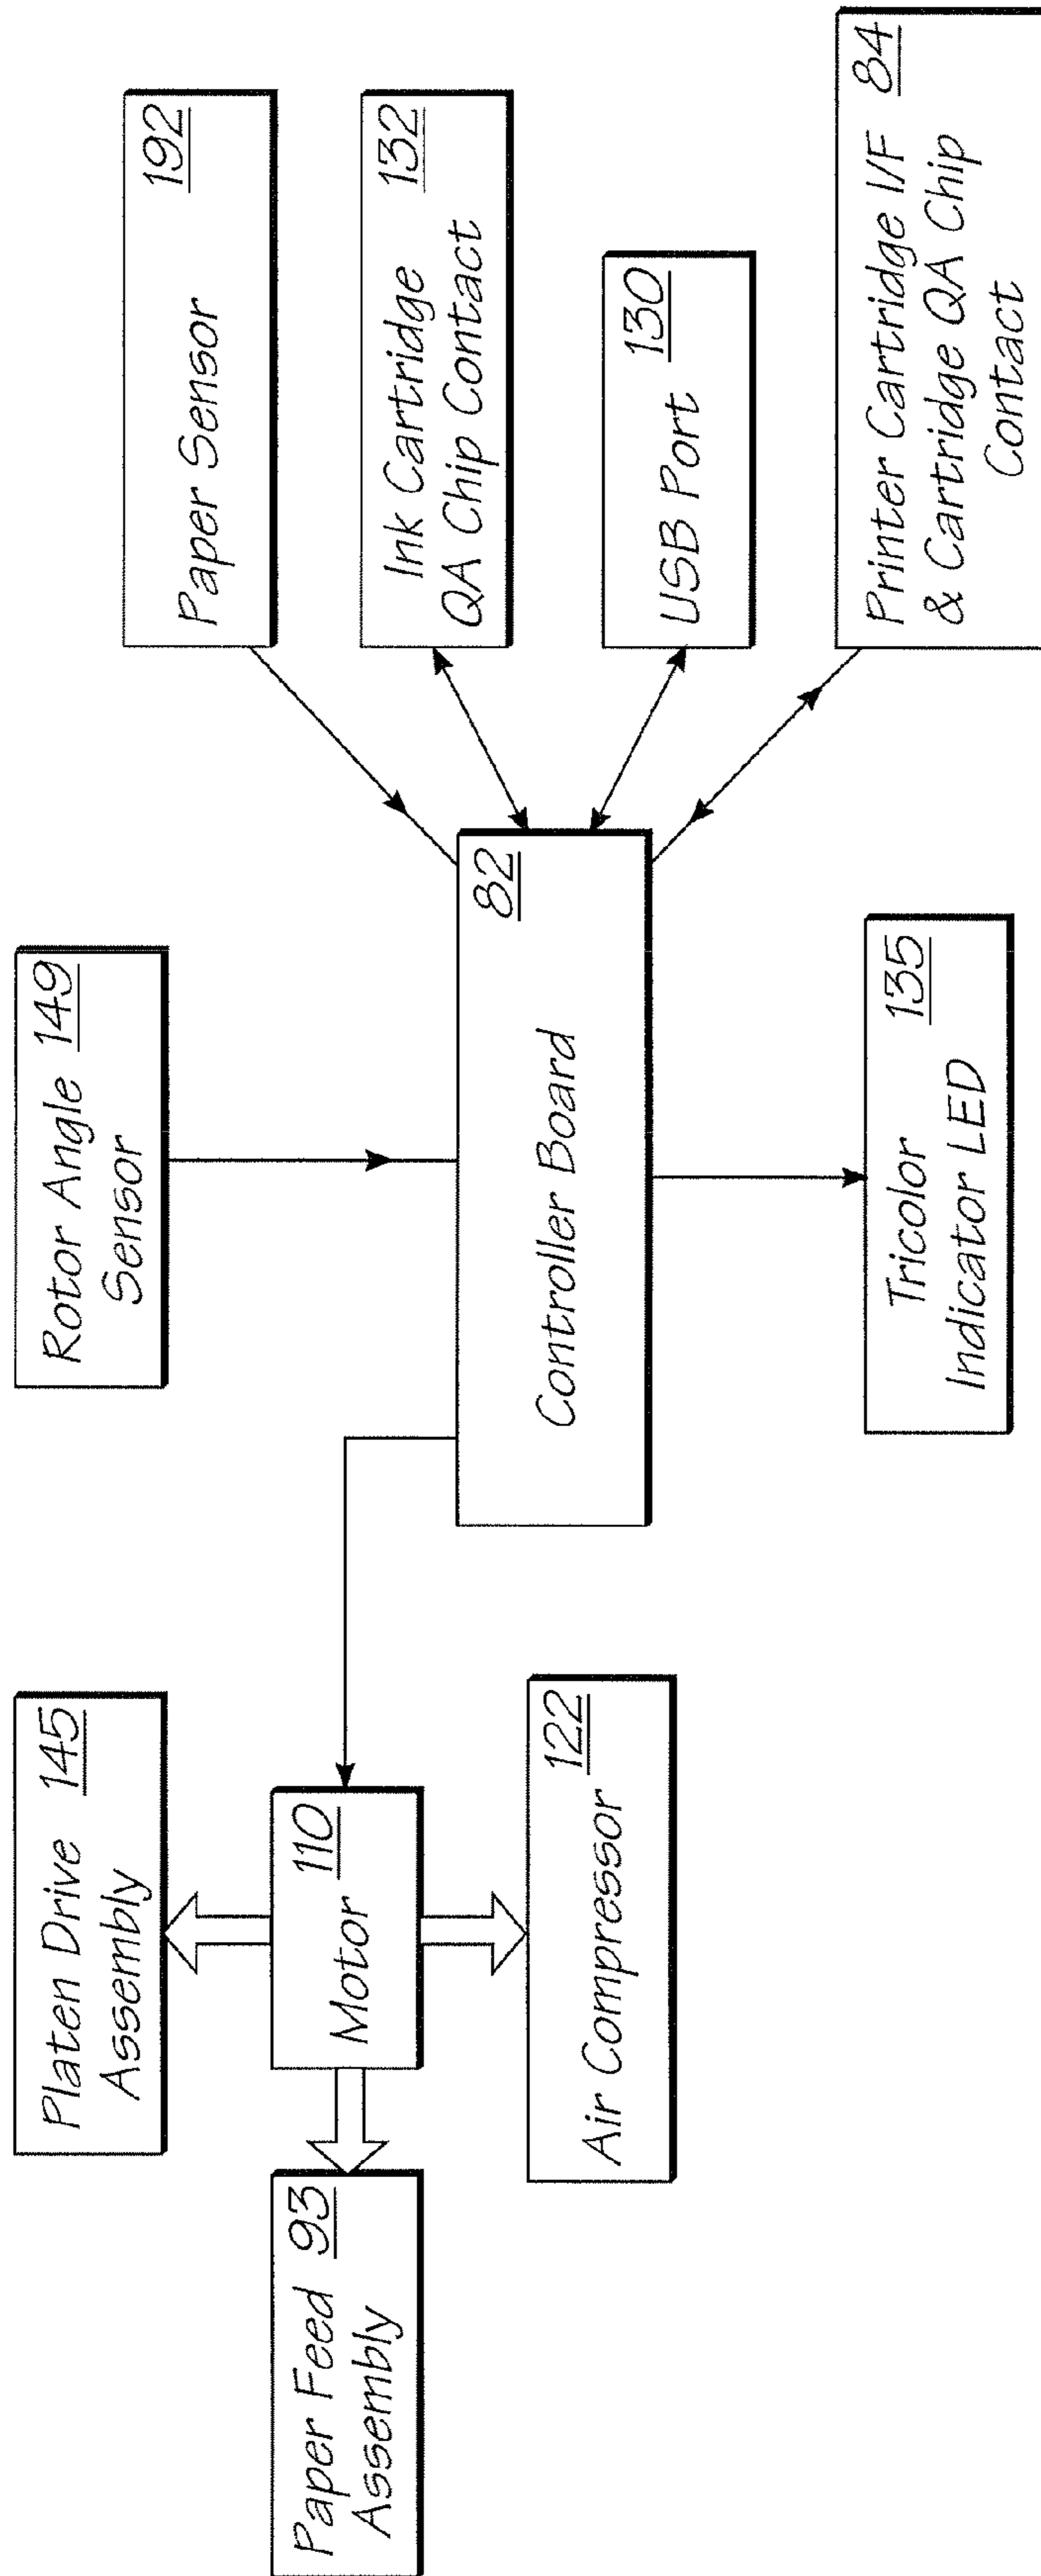 Platen Drive 145
Assembly
Rotor Angle 149
Sensor
192
Paper Sensor
Paper Feed 93
Assembly
110
Motor
Ink Cartridge 132
QA Chip Contact
82
Controller Board
122
Air Compressor
USB Port 130
Tricolor 135
Indicator LED
Printer Cartridge I/F 84
& Cartridge QA Chip
Contact